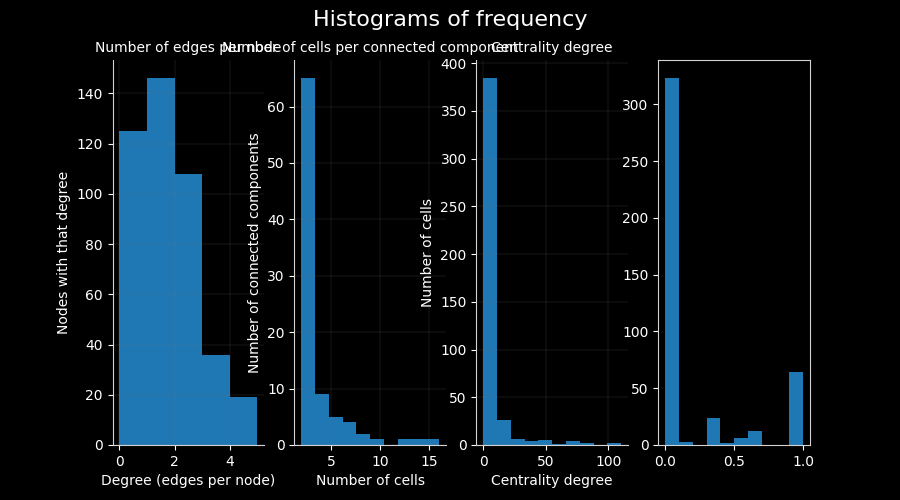 Histograms of frequency
Number of edges per node
Number of cells per connected component
Centrality degree
Nodes with that degree
0
20
40
60
80
100
120
140
0 2 4
Degree (edges per node)
Number of connected components
0
10
20
30
40
50
60
5 10 15
Number of cells
Number of cells
0
50
100
150
200
250
300
350
400
0 50 100
Centrality degree
0
50
100
150
200
250
300
0.0 0.5 1.0